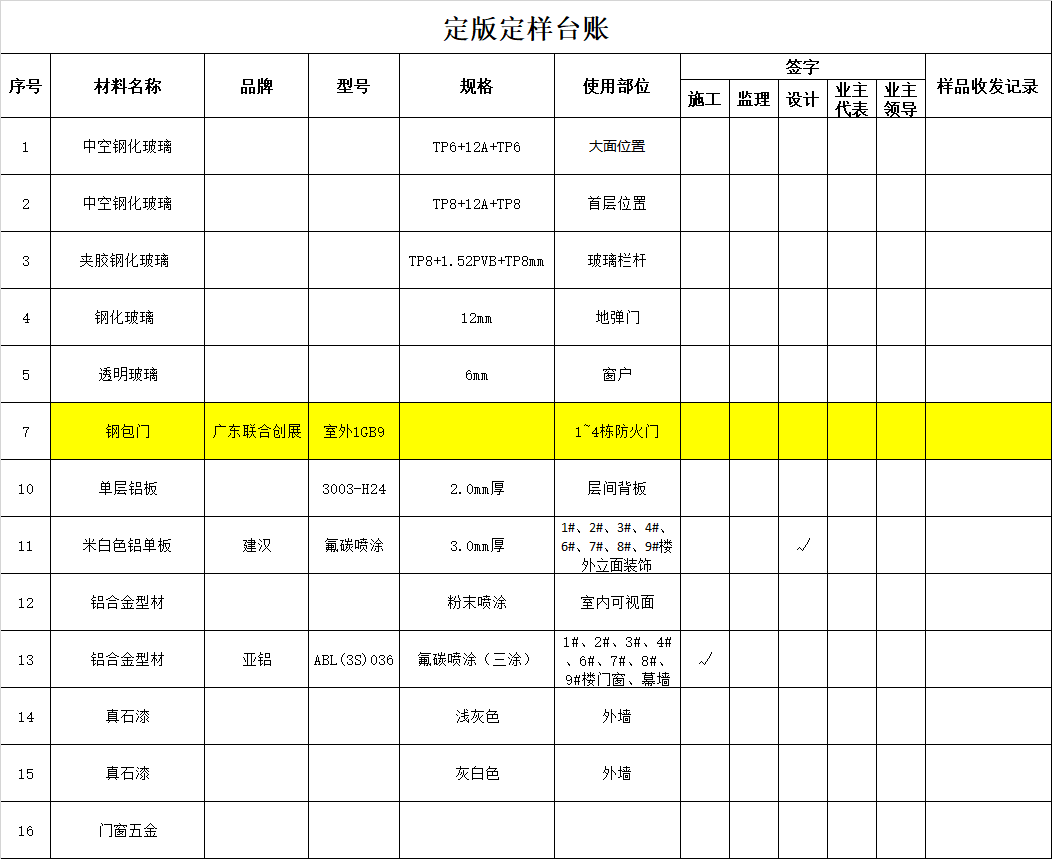 定版定样台账
序号 材料名称 品牌 型号 规格 使用部位 签字 样品收发记录
施工 监理 设计 业主代表 业主领导
1 中空钢化玻璃 TP6+12A+TP6 大面位置
2 中空钢化玻璃 TP8+12A+TP8 首层位置
3 夹胶钢化玻璃 TP8+1.52PVB+TP8mm 玻璃栏杆
4 钢化玻璃 12mm 地弹门
5 透明玻璃 6mm 窗户
7 钢包门 广东联合创展 室外1GB9 1~4栋防火门
10 单层铝板 3003-H24 2.0mm厚 层间背板
11 米白色铝单板 建汉 氟碳喷涂 3.0mm厚 1#、2#、3#、4#、
6#、7#、8#、9#楼
外立面装饰 √
12 铝合金型材 粉末喷涂 室内可视面
13 铝合金型材 亚铝 ABL(3S)036 氟碳喷涂（三涂） 1#、2#、3#、4#
、6#、7#、8#、
9#楼门窗、幕墙 √
14 真石漆 浅灰色 外墙
15 真石漆 灰白色 外墙
16 门窗五金